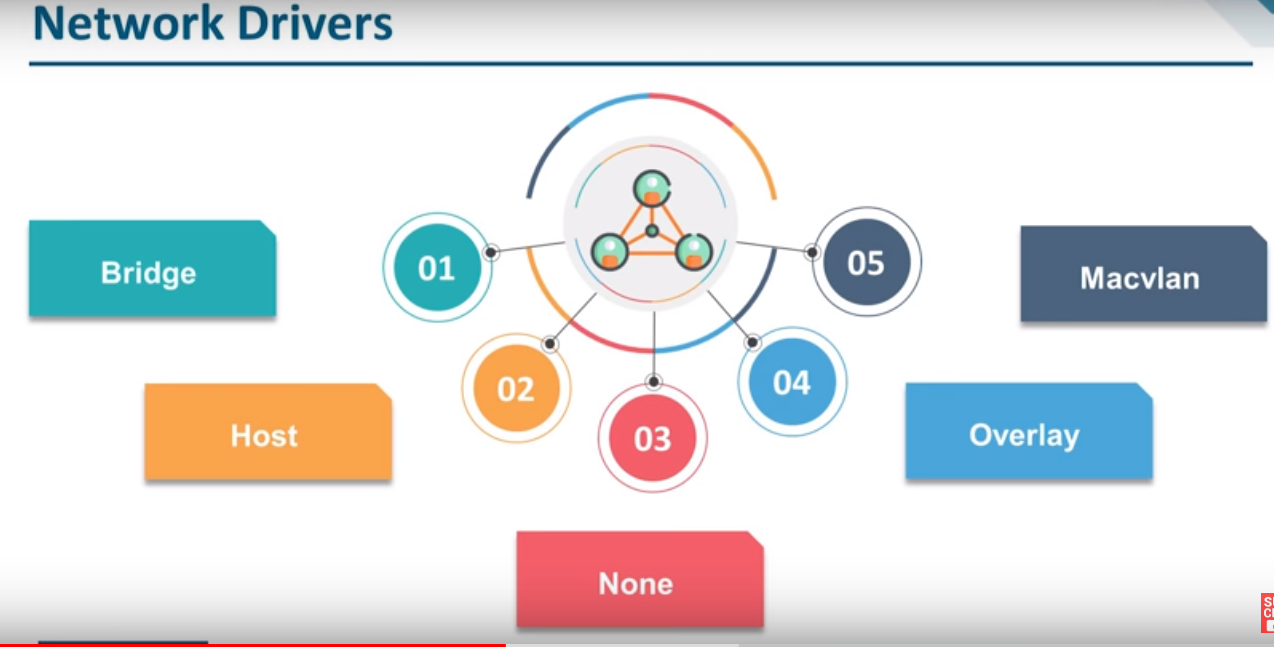 Network Drivers
Bridge
01
05
Macvlan
Host
02
03
04
Overlay
None